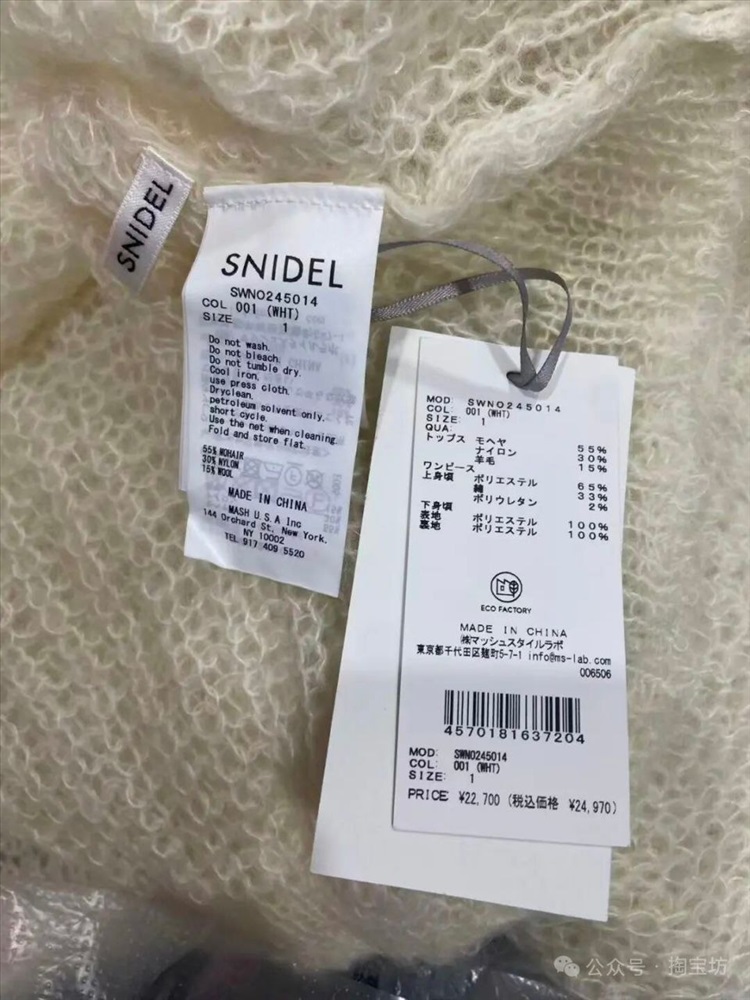 SNIDEL
SNIDEL
SWNO245014
COL 001 (WHT)
SIZE 1
Do not wash.
Do not bleach.
Do not tumble dry.
Cool iron.
use press cloth.
Dryclean.
petroleum solvent only.
short cycle.
Use the net when cleaning.
Fold and store flat.
55% MOHAIR
30% NYLON
15% WOOL
MADE IN CHINA
MASH U.S.A Inc
144 Orchard St, New York,
NY 10002
TEL 917 409 5520
MOD: SWNO245014
COL: 001 (WHT)
SIZE: 1
QUA:
トップス モヘヤ 55%
ナイロン 30%
羊毛 15%
ワンピース
上身頃 ポリエステル 65%
綿 33%
ポリウレタン 2%
下身頃
表地 ポリエステル 100%
裏地 ポリエステル 100%
ECO FACTORY
MADE IN CHINA
㈱マッシュスタイルラボ
東京都千代田区麹町5-7-1 info@ms-lab.com
006506
4570181637204
MOD: SWNO245014
COL: 001 (WHT)
SIZE: 1
PRICE ¥22,700 (税込価格 ¥24,970)
公众号 · 掏宝坊